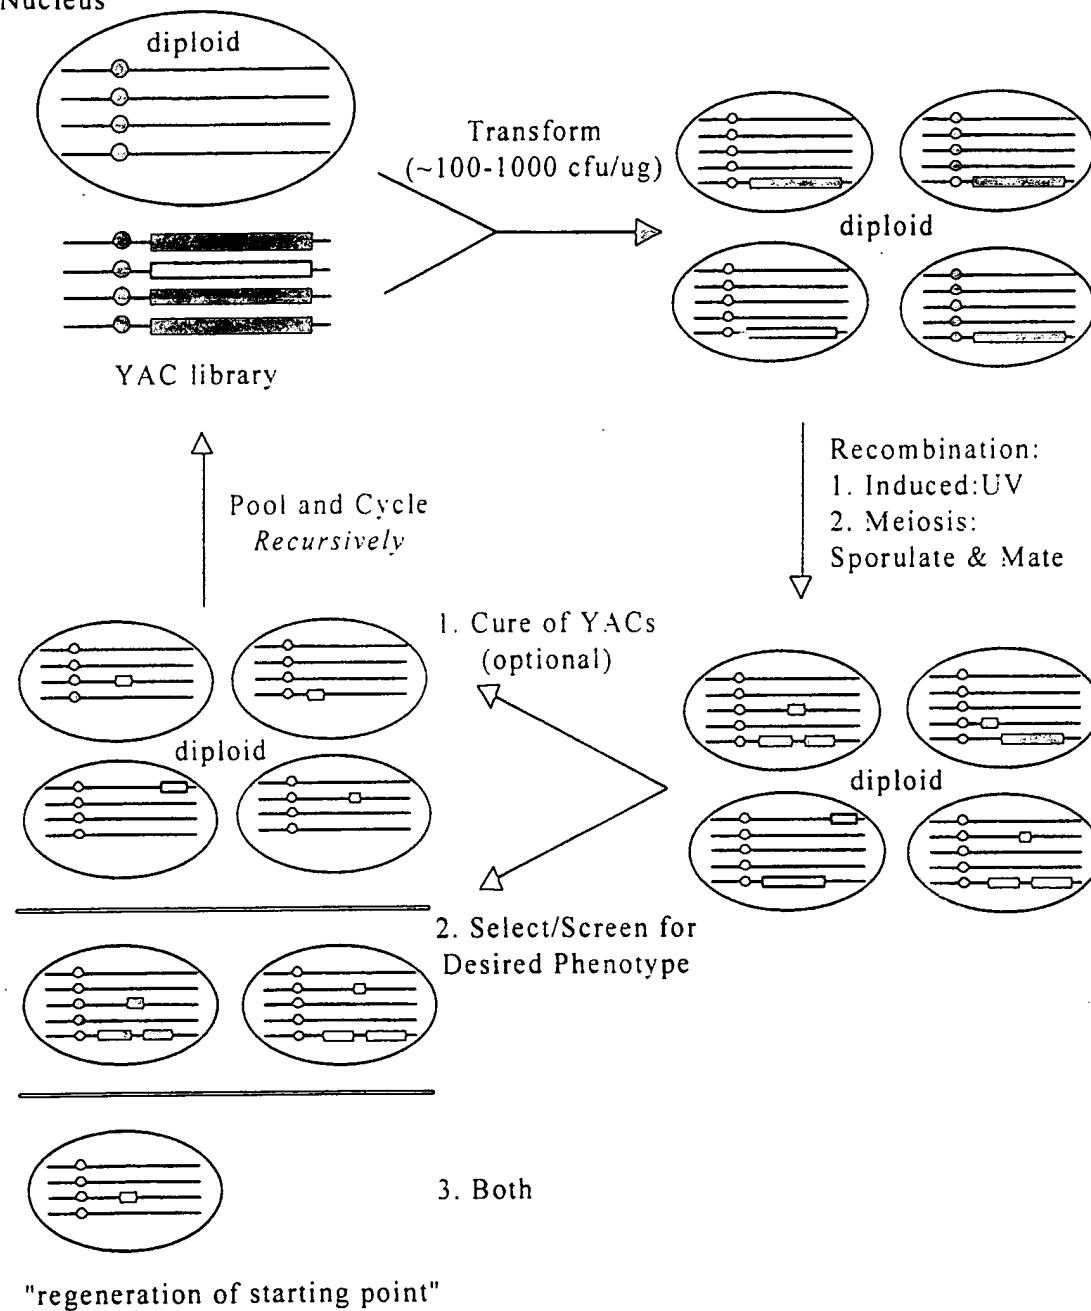 Nucleus
diploid
Transform
(~100-1000 cfu/ug)
diploid
YAC library
Recombination:
1. Induced:UV
2. Meiosis:
Sporulate & Mate
Pool and Cycle
Recursively
1. Cure of YACs
(optional)
diploid
diploid
2. Select/Screen for
Desired Phenotype
3. Both
"regeneration of starting point"